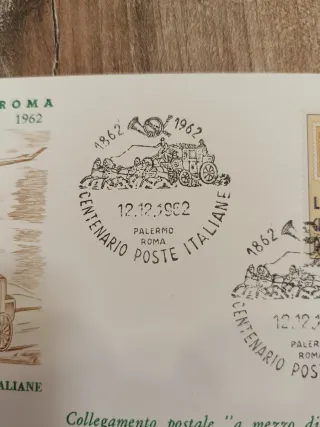 ROMA
1962
1862 1962
12.12.1962
PALERMO
ROMA
CENTENARIO POSTE ITALIANE
L
1862
12.12.1
PALER
ROMA
CENTENARIO
ALIANE
Collegamento postale "a mezzo di